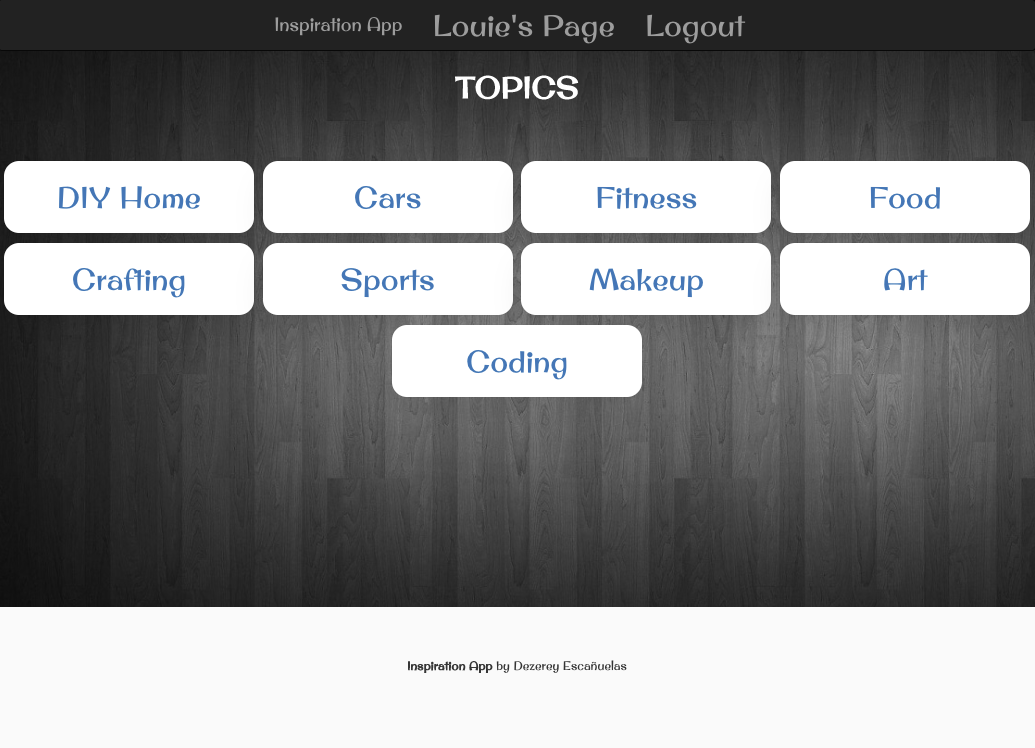 Inspiration App Louie's Page Logout
TOPICS
DIY Home Cars Fitness Food
Crafting Sports Makeup Art
Coding
Inspiration App by Dezerey Escañuelas